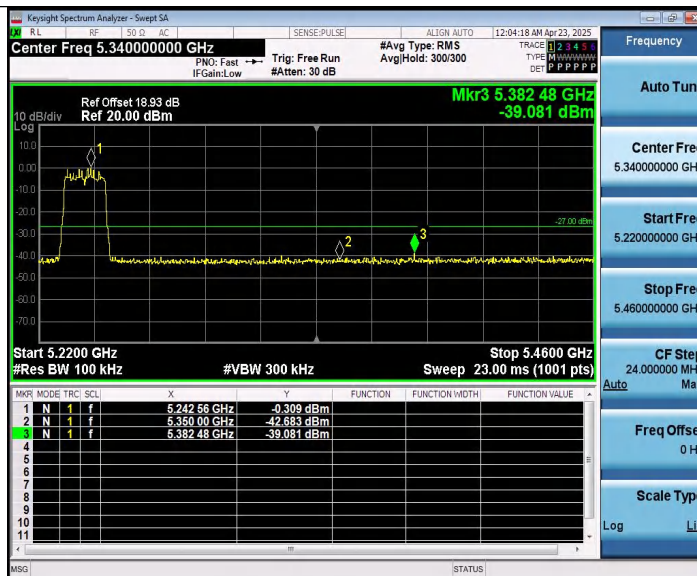 Keysight Spectrum Analyzer - Swept SA
RL RF 50 Ω AC SENSE:PULSE ALIGN AUTO 12:04:18 AM Apr 23, 2025
Center Freq 5.340000000 GHz
PNO: Fast
IFGain:Low
Trig: Free Run
#Atten: 30 dB
#Avg Type: RMS
Avg|Hold: 300/300
TRACE 1 2 3 4 5 6
TYPE M WWWWW
DET P P P P P P
Mkr3 5.382 48 GHz
-39.081 dBm
Ref Offset 18.93 dB
10 dB/div Ref 20.00 dBm
Log
10.0
0.00
-10.0
-20.0
-30.0
-40.0
-50.0
-60.0
-70.0
1
2
3
-27.00 dBm
Start 5.2200 GHz Stop 5.4600 GHz
#Res BW 100 kHz #VBW 300 kHz Sweep 23.00 ms (1001 pts)
MKR MODE TRC SCL X Y FUNCTION FUNCTION WIDTH FUNCTION VALUE
1 N 1 f 5.242 56 GHz -0.309 dBm
2 N 1 f 5.350 00 GHz -42.683 dBm
3 N 1 f 5.382 48 GHz -39.081 dBm
4
5
6
7
8
9
10
11
MSG STATUS
Frequency
Auto Tun
Center Fre
5.340000000 GH
Start Fre
5.220000000 GH
Stop Fre
5.460000000 GH
CF Step
24.000000 MH
Auto Ma
Freq Offse
0 H
Scale Type
Log Li